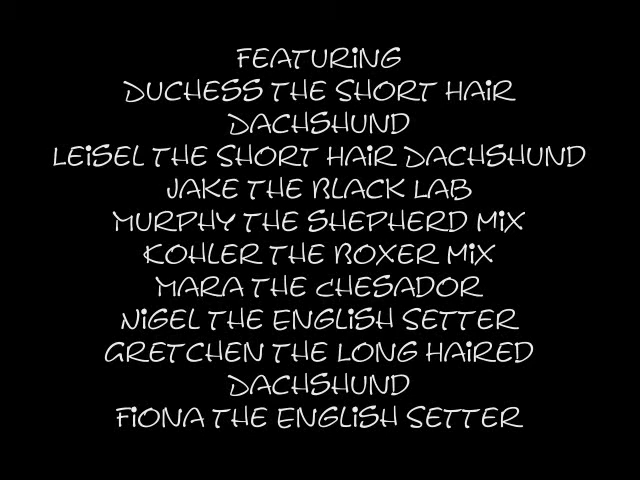 FEATURING
DUCHESS THE SHORT HAIR
DACHSHUND
LEISEL THE SHORT HAIR DACHSHUND
JAKE THE BLACK LAB
MURPHY THE SHEPHERD MIX
KOHLER THE BOXER MIX
MARA THE CHESADOR
NIGEL THE ENGLISH SETTER
GRETCHEN THE LONG HAIRED
DACHSHUND
FIONA THE ENGLISH SETTER